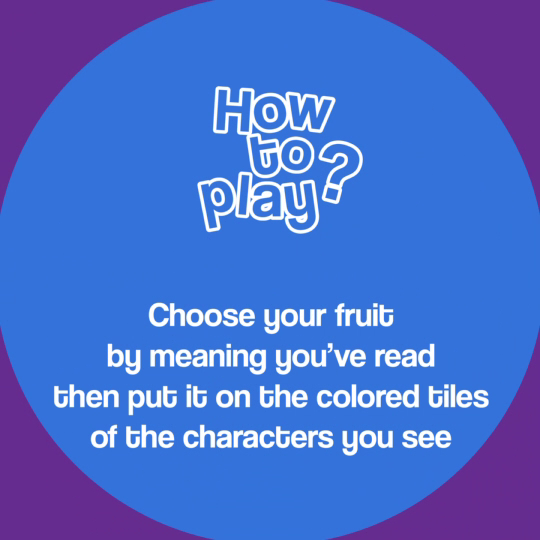 How
to
play?
Choose your fruit
by meaning you've read
then put it on the colored tiles
of the characters you see